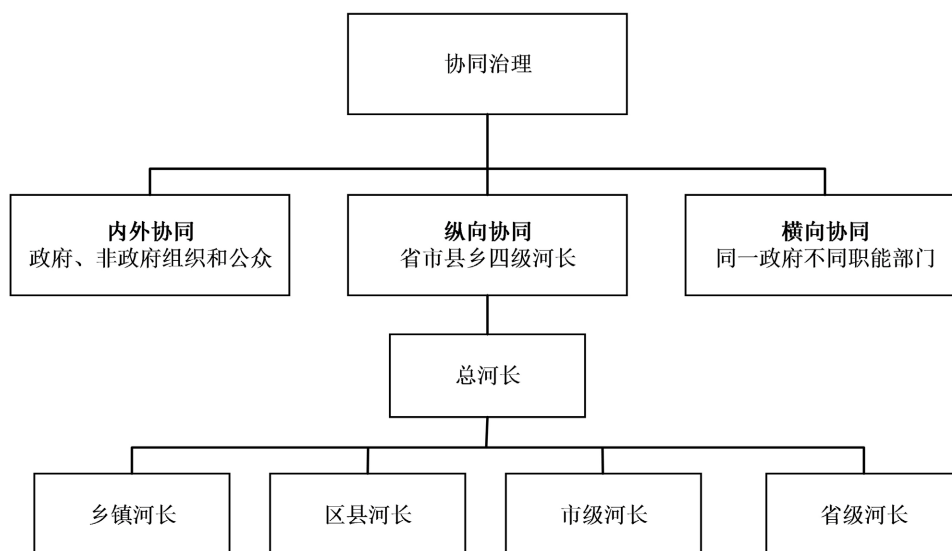 协同治理
内外协同
政府、非政府组织和公众
纵向协同
省市县乡四级河长
横向协同
同一政府不同职能部门
总河长
乡镇河长
区县河长
市级河长
省级河长